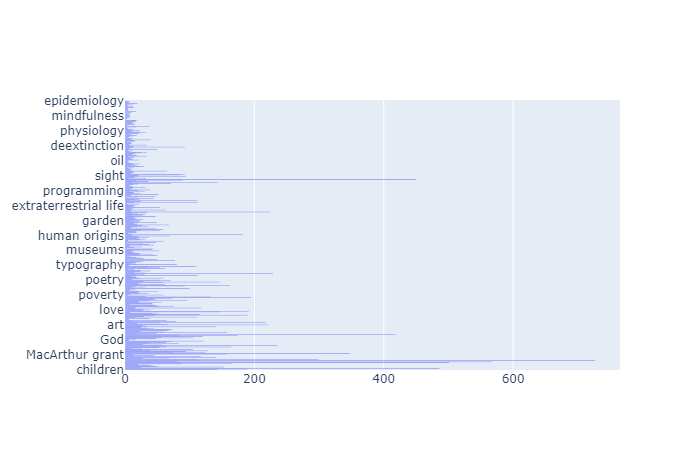 epidemiology
mindfulness
physiology
deextinction
oil
sight
programming
extraterrestrial life
garden
human origins
museums
typography
poetry
poverty
love
art
God
MacArthur grant
children
0 200 400 600